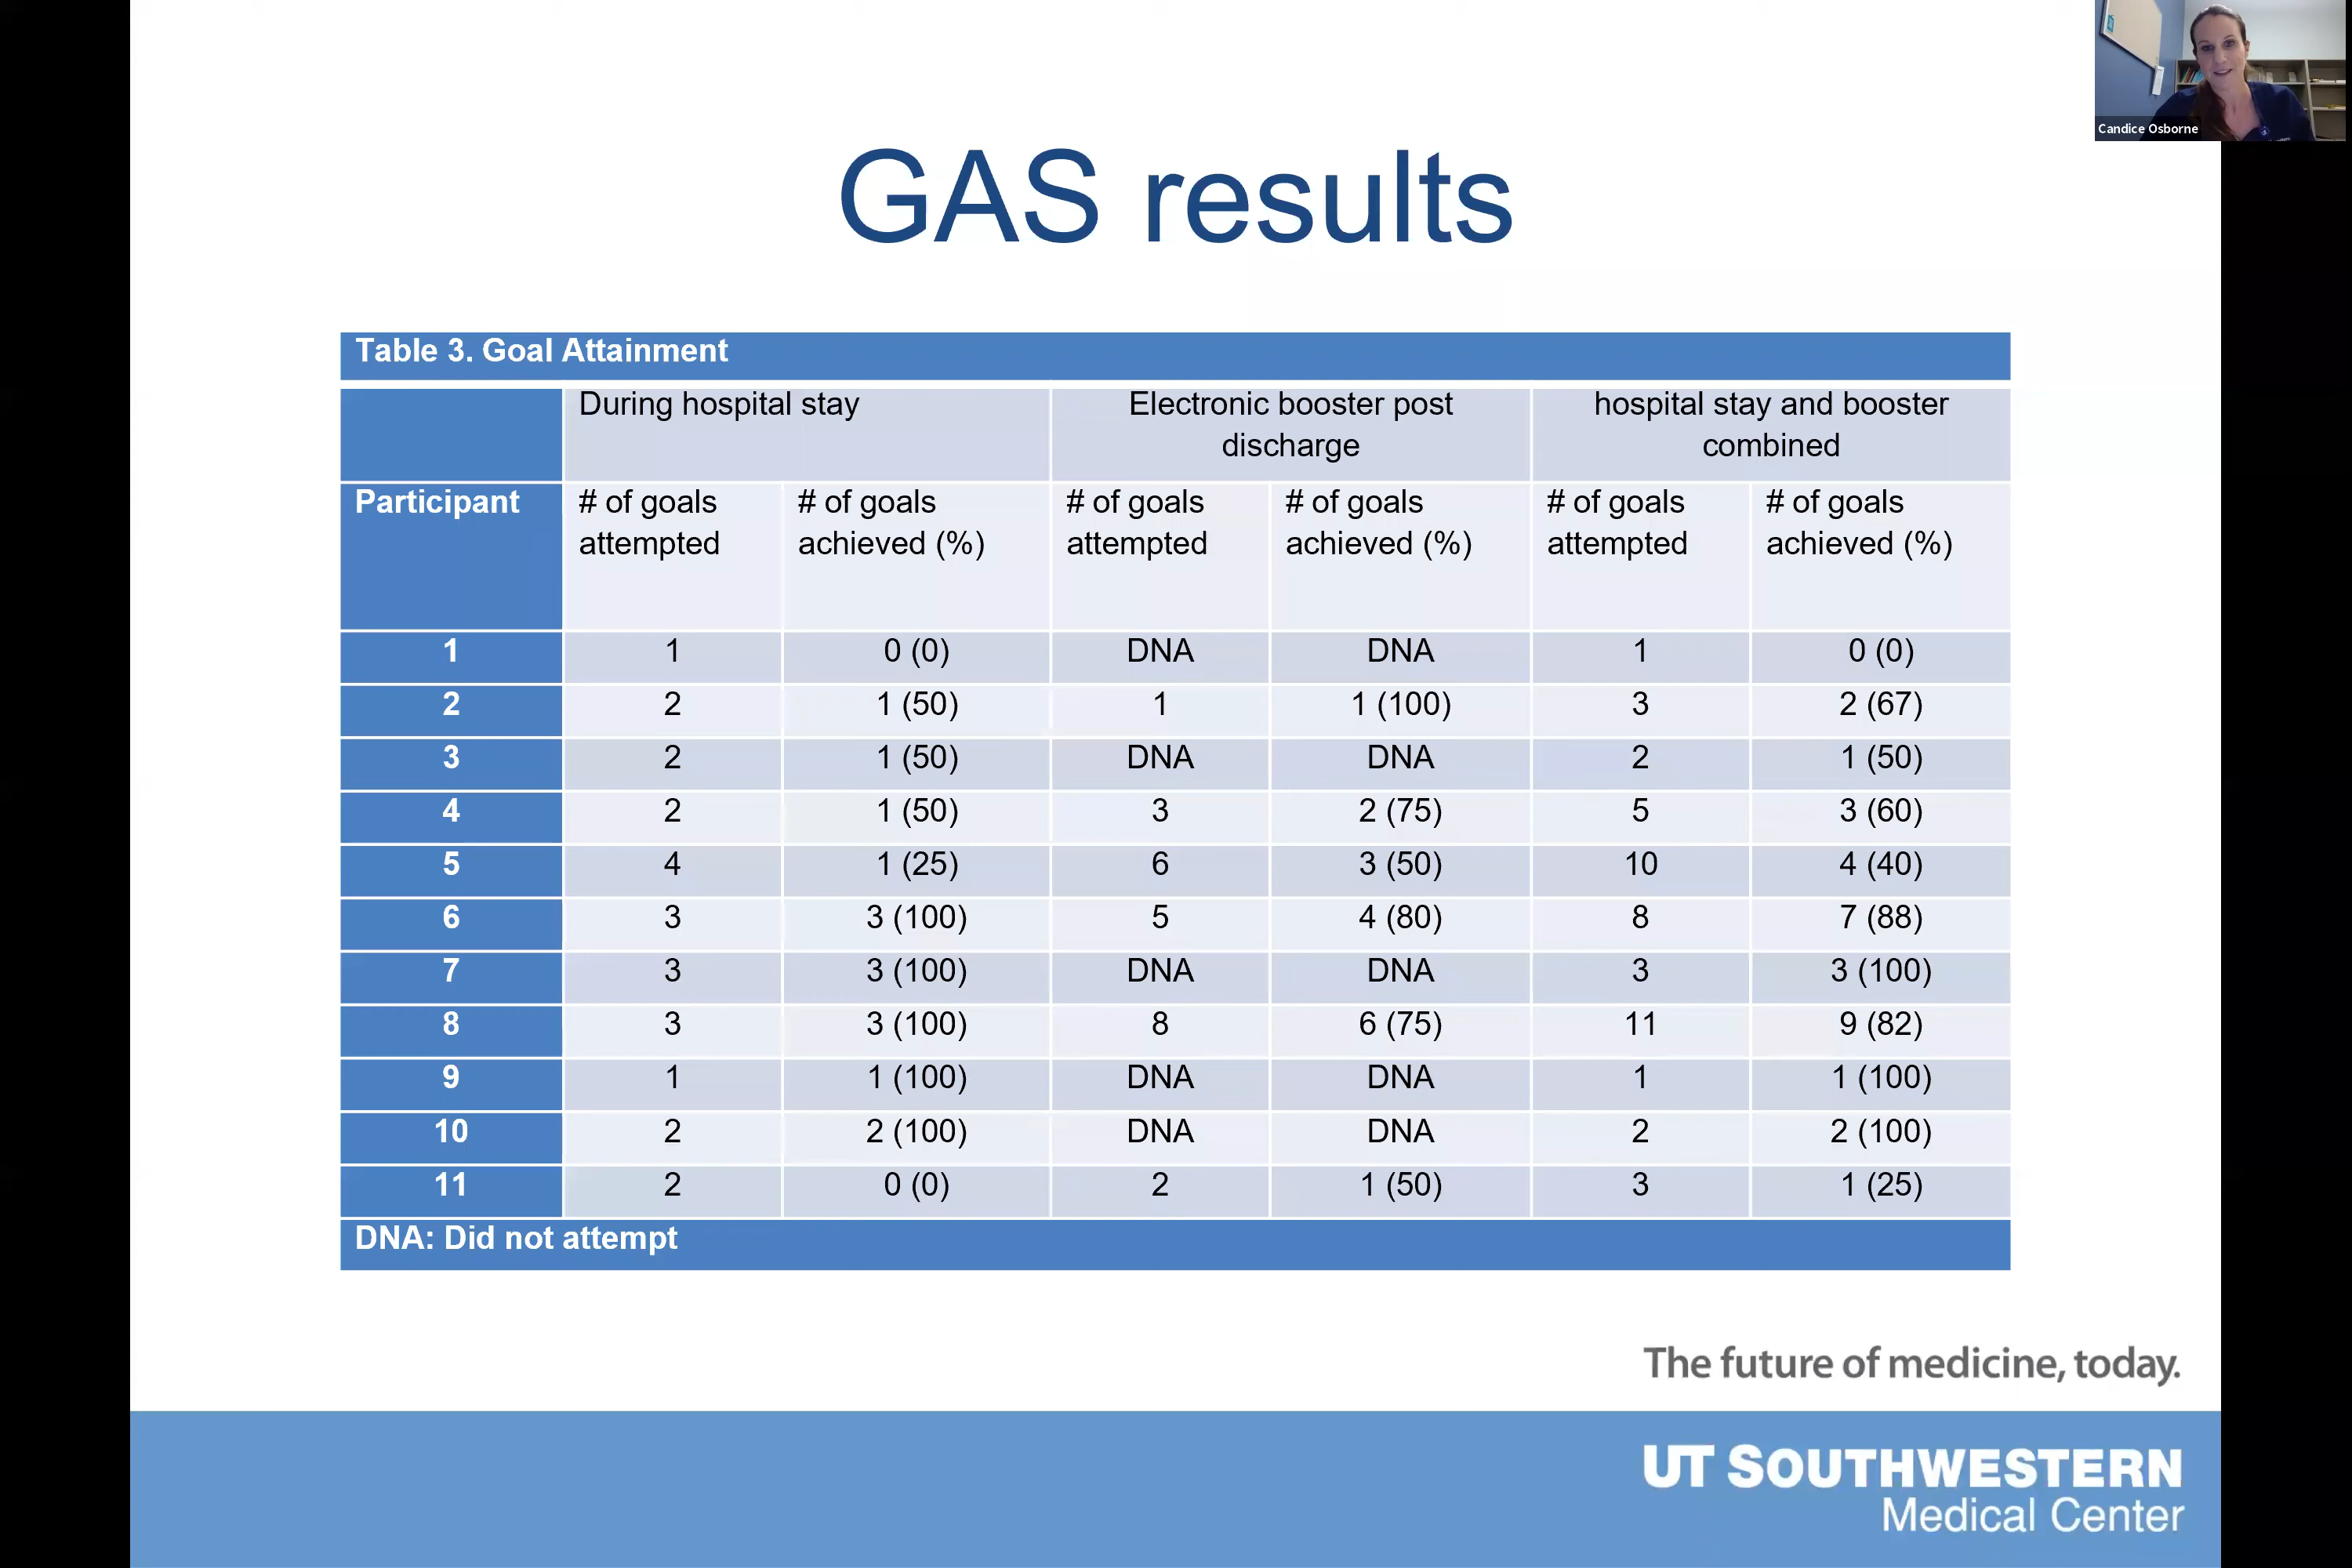 Candice Osborne
GAS results
Table 3. Goal Attainment
During hospital stay Electronic booster post discharge hospital stay and booster combined
Participant # of goals attempted # of goals achieved (%) # of goals attempted # of goals achieved (%) # of goals attempted # of goals achieved (%)
1 1 0 (0) DNA DNA 1 0 (0)
2 2 1 (50) 1 1 (100) 3 2 (67)
3 2 1 (50) DNA DNA 2 1 (50)
4 2 1 (50) 3 2 (75) 5 3 (60)
5 4 1 (25) 6 3 (50) 10 4 (40)
6 3 3 (100) 5 4 (80) 8 7 (88)
7 3 3 (100) DNA DNA 3 3 (100)
8 3 3 (100) 8 6 (75) 11 9 (82)
9 1 1 (100) DNA DNA 1 1 (100)
10 2 2 (100) DNA DNA 2 2 (100)
11 2 0 (0) 2 1 (50) 3 1 (25)
DNA: Did not attempt
The future of medicine, today.
UT SOUTHWESTERN
Medical Center